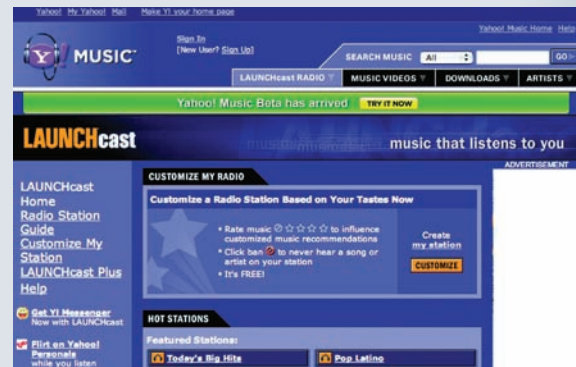 Yahoo! My Yahoo! Mail Make Y! your home page
Yahoo! Music Home Help
Y! MUSIC
Sign In
[New User? Sign Up]
SEARCH MUSIC All GO
LAUNCHcast RADIO MUSIC VIDEOS DOWNLOADS ARTISTS
Yahoo! Music Beta has arrived TRY IT NOW
LAUNCHcast
music that listens to you
ADVERTISEMENT
LAUNCHcast
Home
Radio Station
Guide
Customize My
Station
LAUNCHcast Plus
Help
Get Y! Messenger
Now with LAUNCHcast
Flirt on Yahoo!
Personals
while you listen
CUSTOMIZE MY RADIO
Customize a Radio Station Based on Your Tastes Now
• Rate music to influence
customized music recommendations
• Click ban to never hear a song or
artist on your station
• It's FREE!
Create
my station
CUSTOMIZE
HOT STATIONS
Featured Stations:
Today's Big Hits
Pop Latino